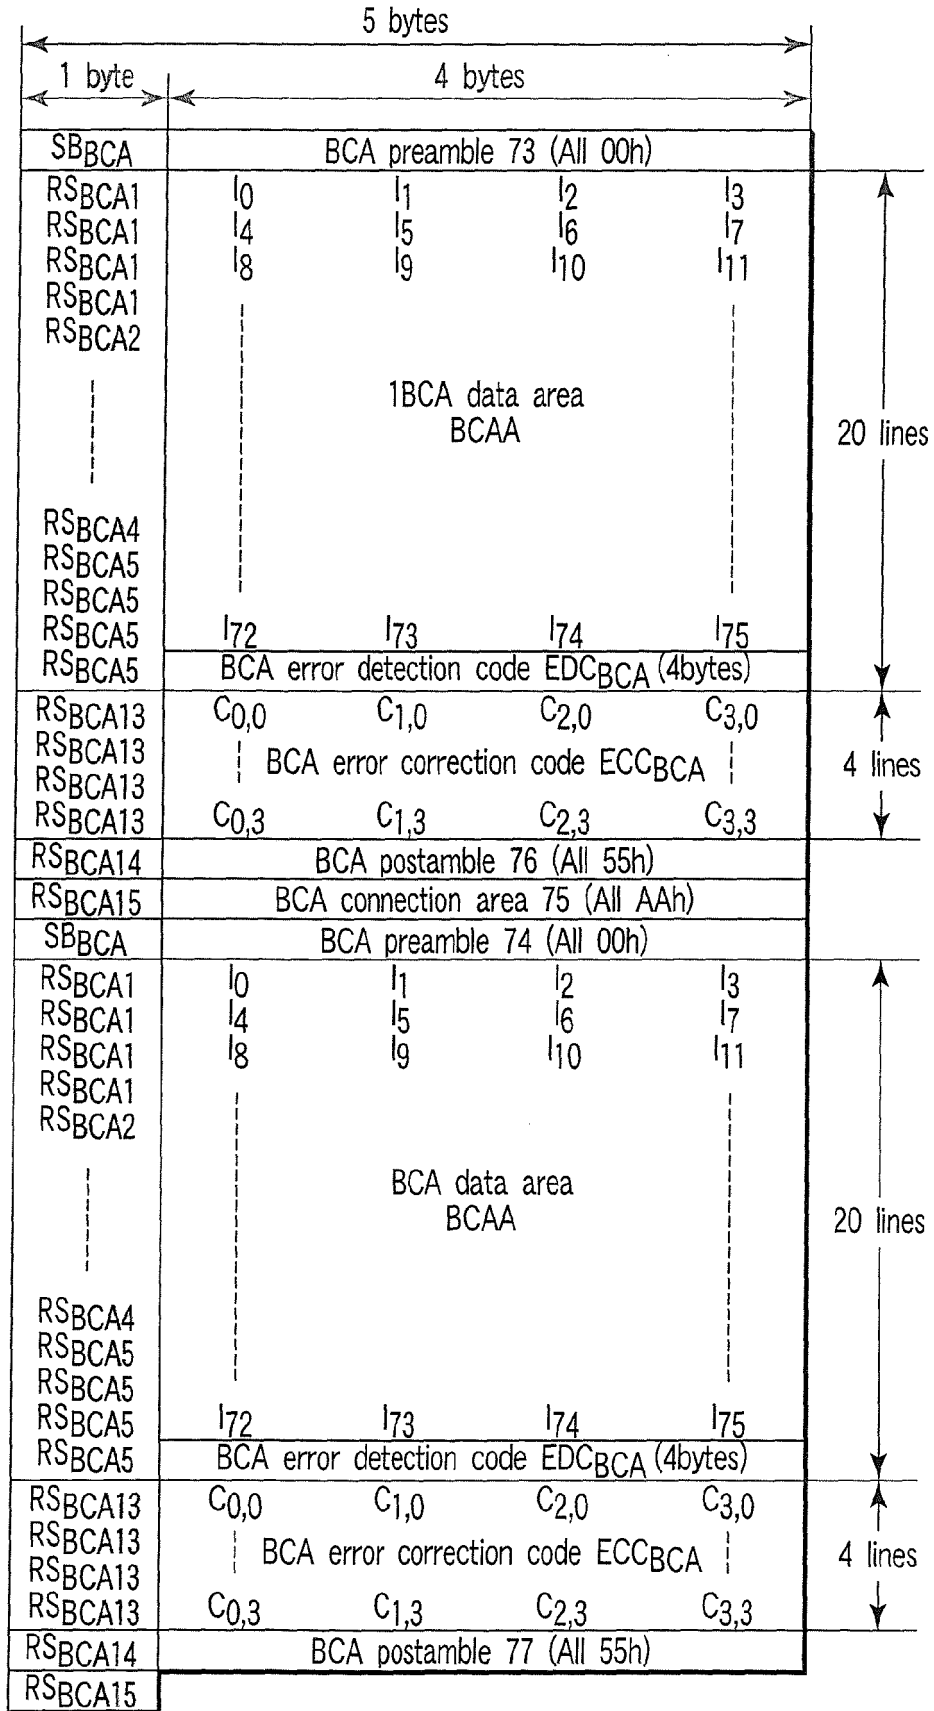 5 bytes
1 byte 4 bytes
SBBCA BCA preamble 73 (All 00h)
RSBCA1 I0 I1 I2 I3
RSBCA1 I4 I5 I6 I7
RSBCA1 I8 I9 I10 I11
RSBCA1
RSBCA2
1BCA data area
BCAA
20 lines
RSBCA4
RSBCA5
RSBCA5
RSBCA5 I72 I73 I74 I75
RSBCA5 BCA error detection code EDCBCA (4bytes)
RSBCA13 C0,0 C1,0 C2,0 C3,0
RSBCA13
BCA error correction code ECCBCA 4 lines
RSBCA13
RSBCA13 C0,3 C1,3 C2,3 C3,3
RSBCA14 BCA postamble 76 (All 55h)
RSBCA15 BCA connection area 75 (All AAh)
SBBCA BCA preamble 74 (All 00h)
RSBCA1 I0 I1 I2 I3
RSBCA1 I4 I5 I6 I7
RSBCA1 I8 I9 I10 I11
RSBCA1
RSBCA2
BCA data area
BCAA
20 lines
RSBCA4
RSBCA5
RSBCA5
RSBCA5 I72 I73 I74 I75
RSBCA5 BCA error detection code EDCBCA (4bytes)
RSBCA13 C0,0 C1,0 C2,0 C3,0
RSBCA13
BCA error correction code ECCBCA 4 lines
RSBCA13
RSBCA13 C0,3 C1,3 C2,3 C3,3
RSBCA14 BCA postamble 77 (All 55h)
RSBCA15